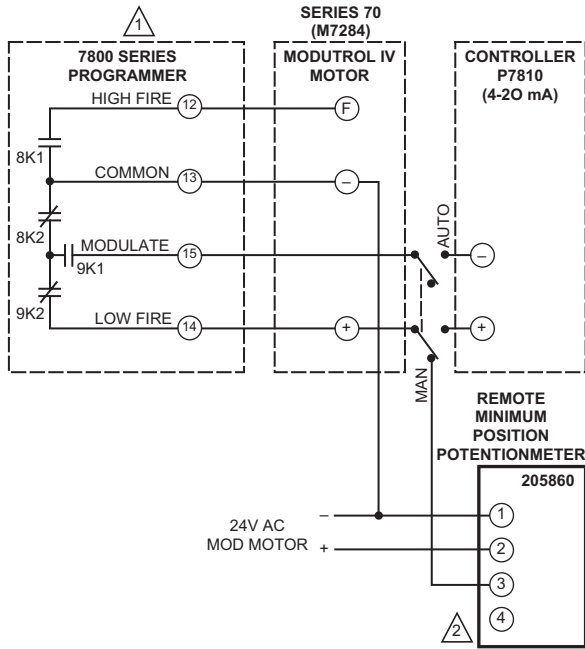 1
SERIES 70
(M7284)
7800 SERIES
PROGRAMMER
MODUTROL IV
MOTOR
CONTROLLER
P7810
(4-2O mA)
HIGH FIRE
12
F
8K1
COMMON
13
–
8K2
MODULATE
15
AUTO
–
9K1
9K2
LOW FIRE
14
+
+
MAN
REMOTE
MINIMUM
POSITION
POTENTIONMETER
205860
24V AC
MOD MOTOR
–
1
+
2
3
4
2